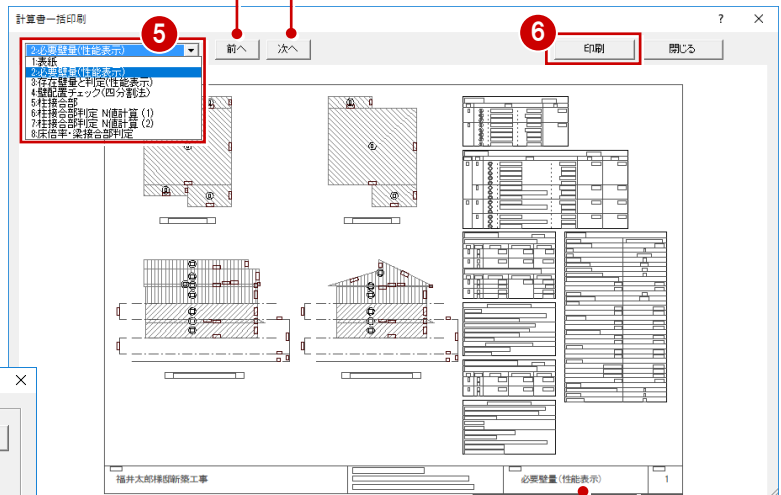 計算書一括印刷
? ×
5
6
2:必要壁量(性能表示)
前へ
次へ
印刷
閉じる
1:表紙
2:必要壁量(性能表示)
3:存在壁量と判定(性能表示)
4:壁配置チェック(四分割法)
5:柱接合部
6:柱接合部判定 N値計算 (1)
7:柱接合部判定 N値計算 (2)
8:床倍率・梁接合部判定
×
福井太郎様邸新築工事
必要壁量(性能表示)
1